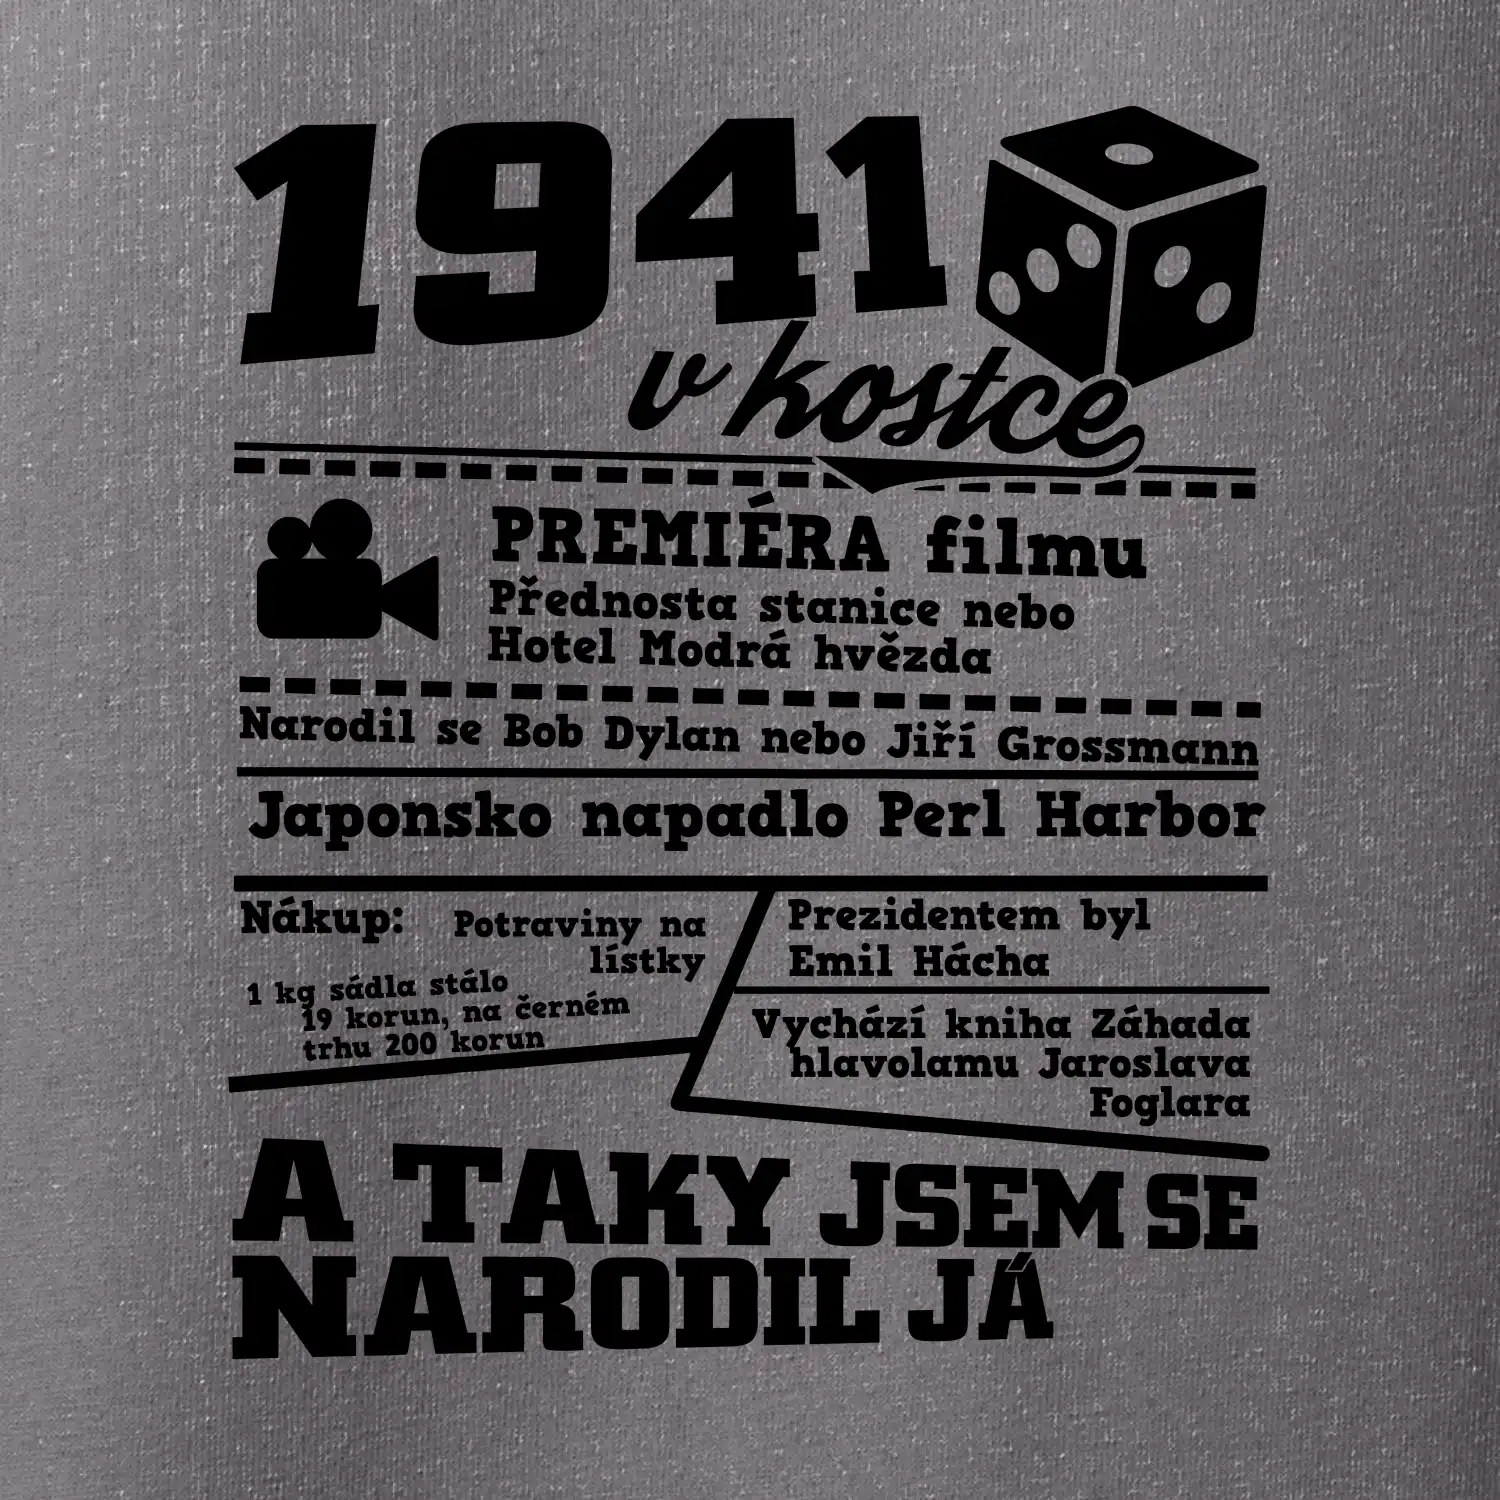 1941
v kostce
PREMIÉRA filmu
Přednosta stanice nebo
Hotel Modrá hvězda
Narodil se Bob Dylan nebo Jiří Grossmann
Japonsko napadlo Perl Harbor
Nákup: Potraviny na
lístky
1 kg sádla stálo
19 korun, na černém
trhu 200 korun
Prezidentem byl
Emil Hácha
Vychází kniha Záhada
hlavolamu Jaroslava
Foglara
A TAKY JSEM SE
NARODIL JÁ